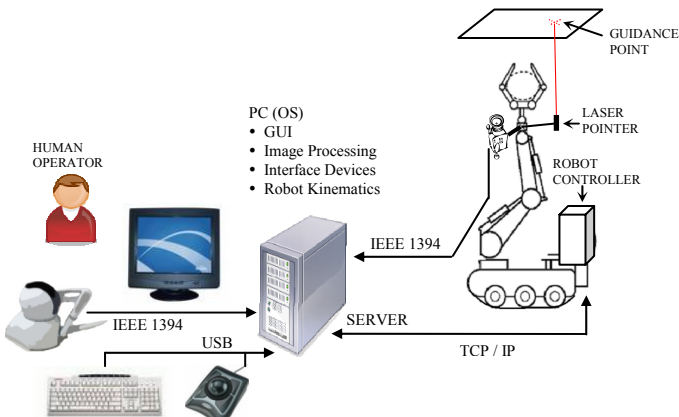 GUIDANCE
POINT
LASER
POINTER
PC (OS)
• GUI
• Image Processing
• Interface Devices
• Robot Kinematics
HUMAN
OPERATOR
ROBOT
CONTROLLER
IEEE 1394
IEEE 1394
SERVER
USB
TCP / IP